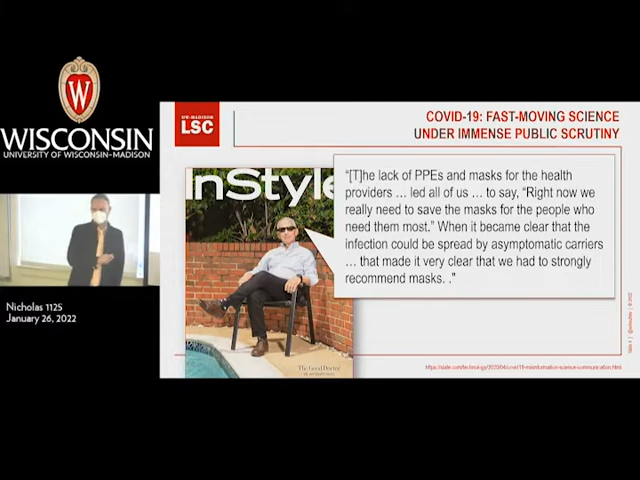 W
WISCONSIN
UNIVERSITY OF WISCONSIN–MADISON
Nicholas 1125
January 26, 2022
UW-MADISON
LSC
COVID-19: FAST-MOVING SCIENCE
UNDER IMMENSE PUBLIC SCRUTINY
InStyle
“[T]he lack of PPEs and masks for the health
providers … led all of us … to say, “Right now we
really need to save the masks for the people who
need them most.” When it became clear that the
infection could be spread by asymptomatic carriers
… that made it very clear that we had to strongly
recommend masks. .”
The Good Doctor